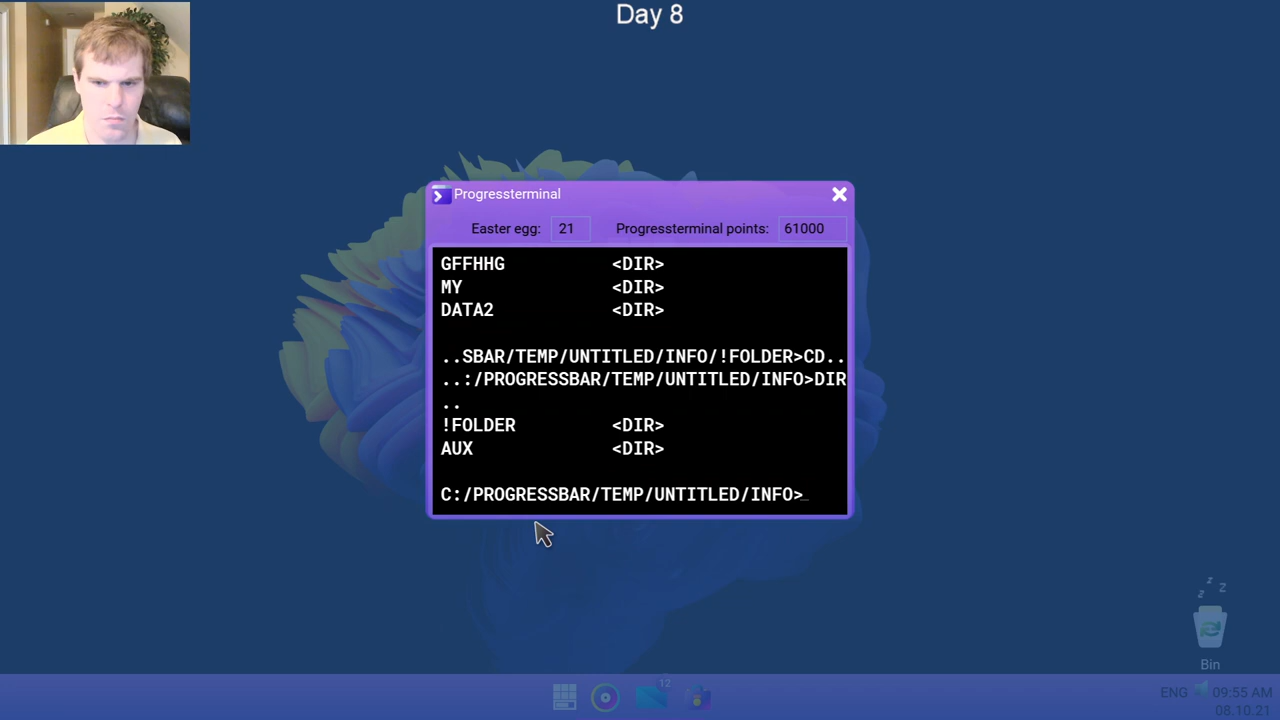 Day 8
Progressterminal
Easter egg: 21 Progressterminal points: 61000
GFFHHG <DIR>
MY <DIR>
DATA2 <DIR>
..SBAR/TEMP/UNTITLED/INFO/!FOLDER>CD..
..:/PROGRESSBAR/TEMP/UNTITLED/INFO>DIR
..
!FOLDER <DIR>
AUX <DIR>
C:/PROGRESSBAR/TEMP/UNTITLED/INFO>_
z z z
Bin
12
ENG 09:55 AM
08.10.21